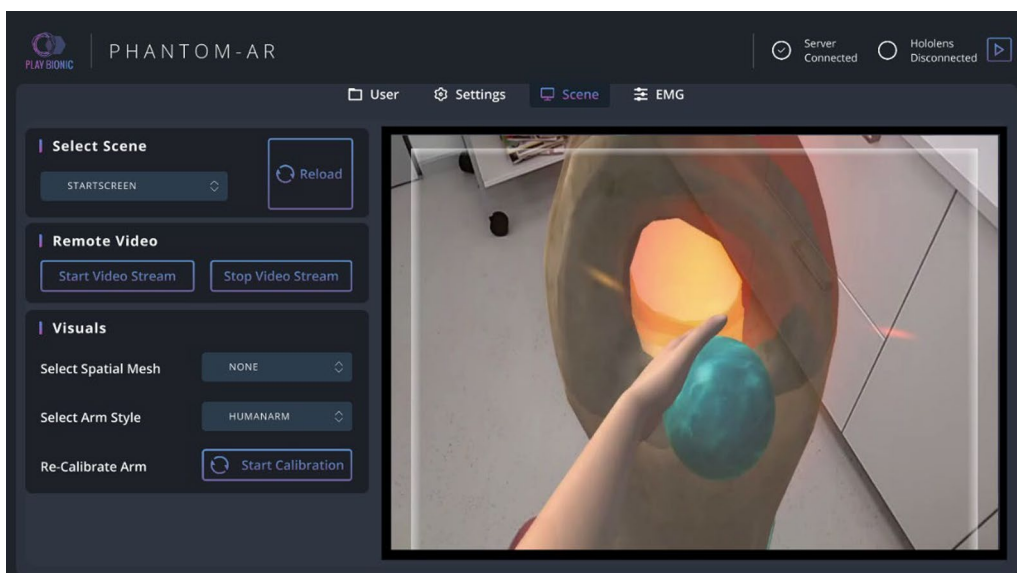 PLAY BIONIC
PHANTOM-AR
Server
Connected
Hololens
Disconnected
User
Settings
Scene
EMG
Select Scene
STARTSCREEN
Reload
Remote Video
Start Video Stream
Stop Video Stream
Visuals
Select Spatial Mesh
NONE
Select Arm Style
HUMANARM
Re-Calibrate Arm
Start Calibration